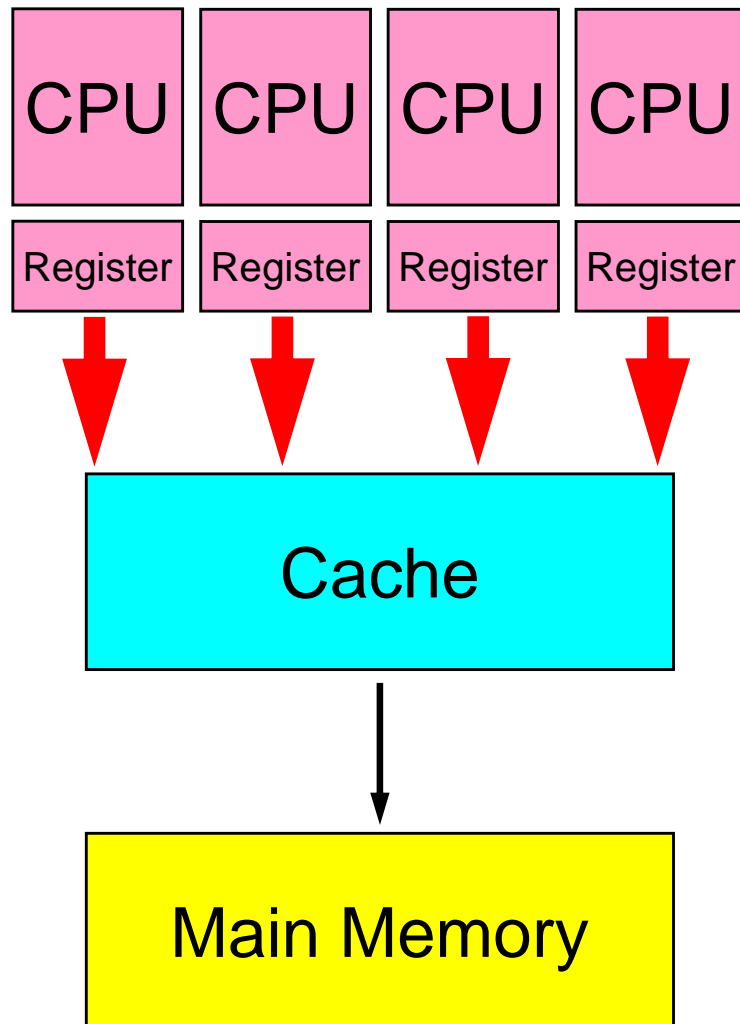 CPU CPU CPU CPU
Register Register Register Register
Cache
Main Memory